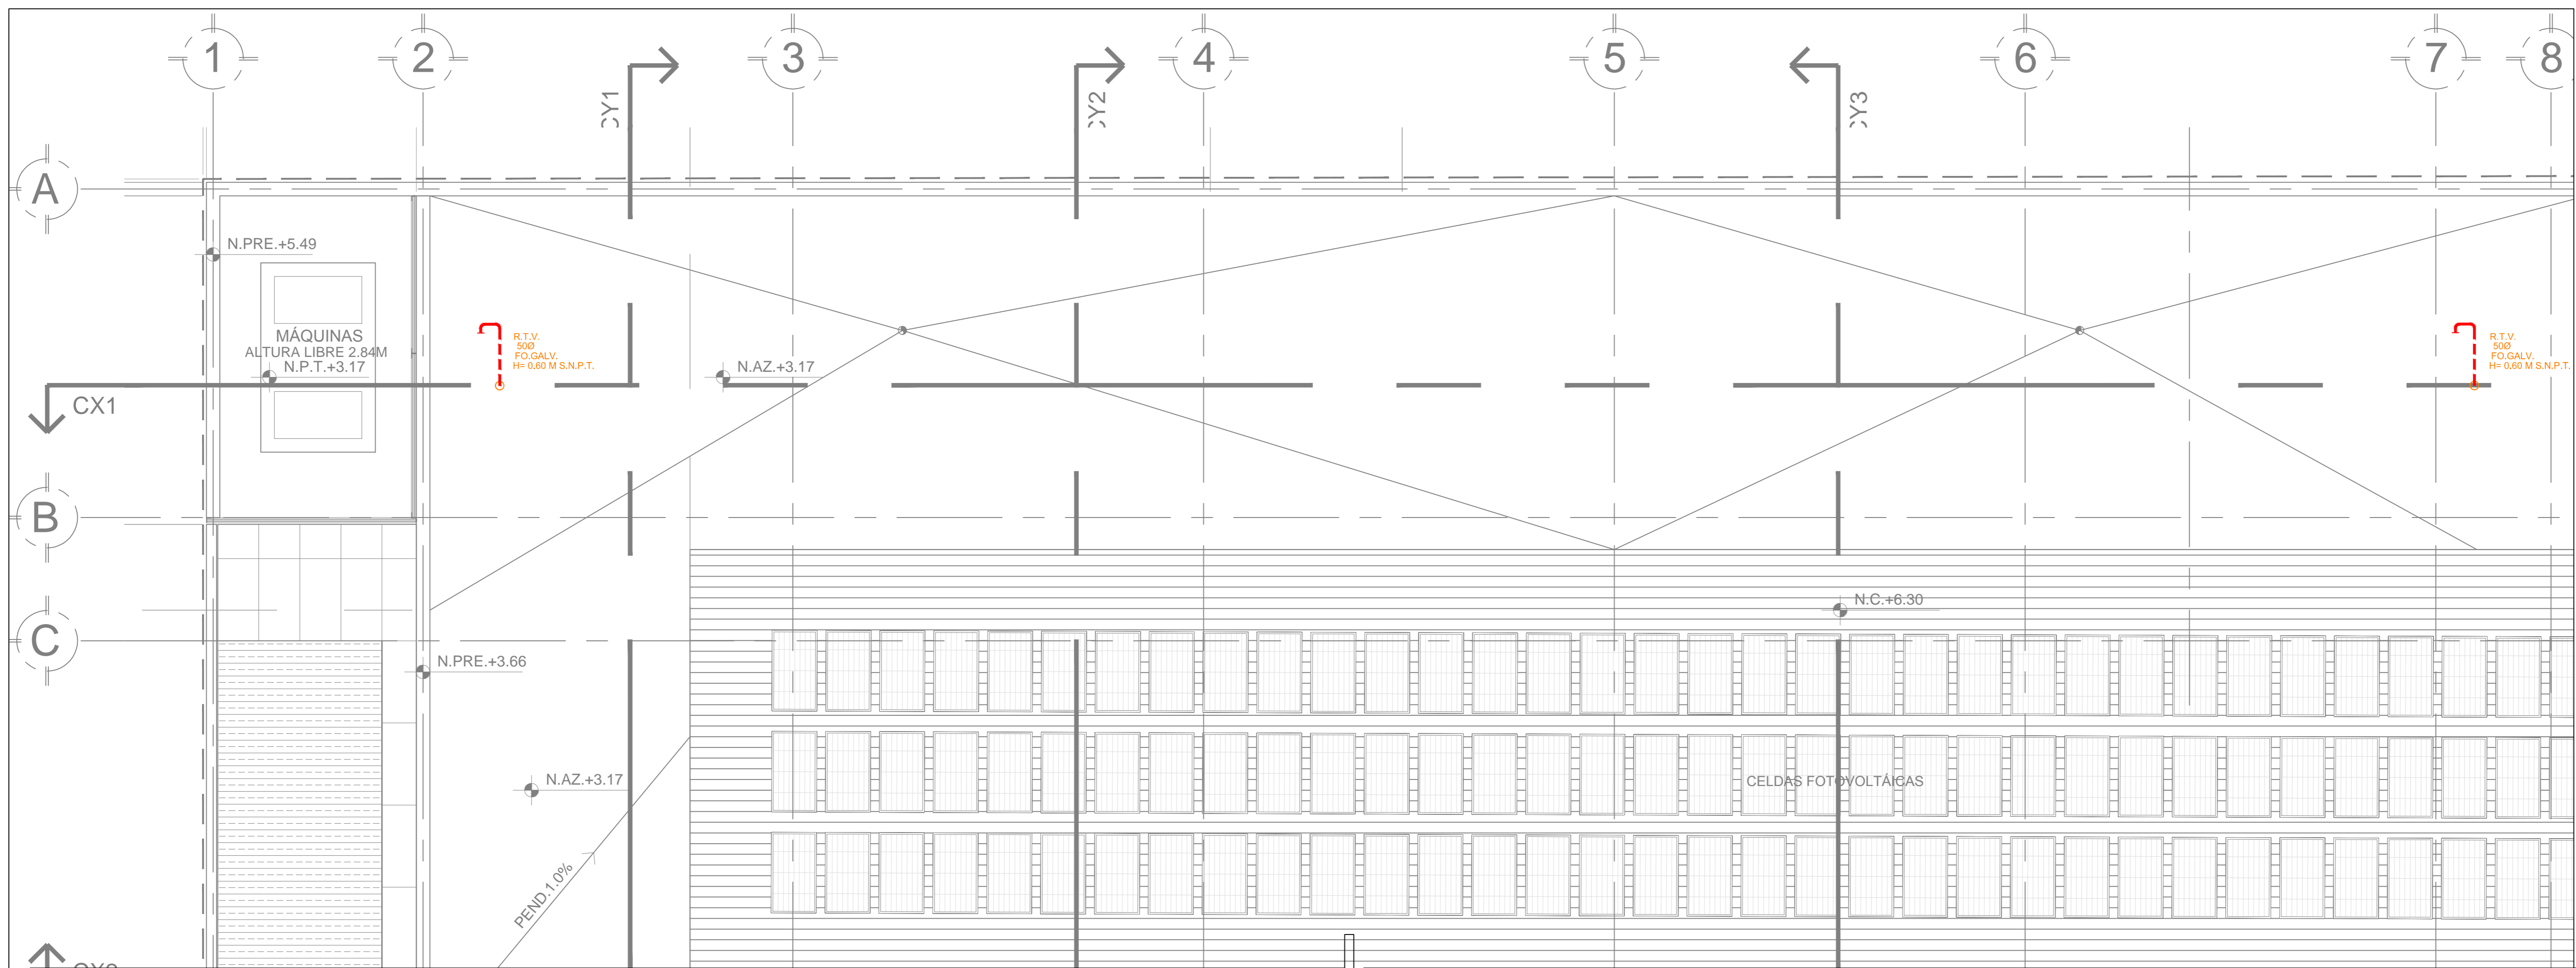 1
2
3
4
5
6
7
8
CY1
CY2
CY3
A
N.PRE.+5.49
MÁQUINAS
ALTURA LIBRE 2.84M
N.P.T.+3.17
R.T.V.
50Ø
FO.GALV.
H= 0.60 M S.N.P.T.
N.AZ.+3.17
R.T.V.
50Ø
FO.GALV.
H= 0.60 M S.N.P.T.
CX1
B
N.C.+6.30
C
N.PRE.+3.66
N.AZ.+3.17
CELDAS FOTOVOLTÁICAS
PEND.1.0%